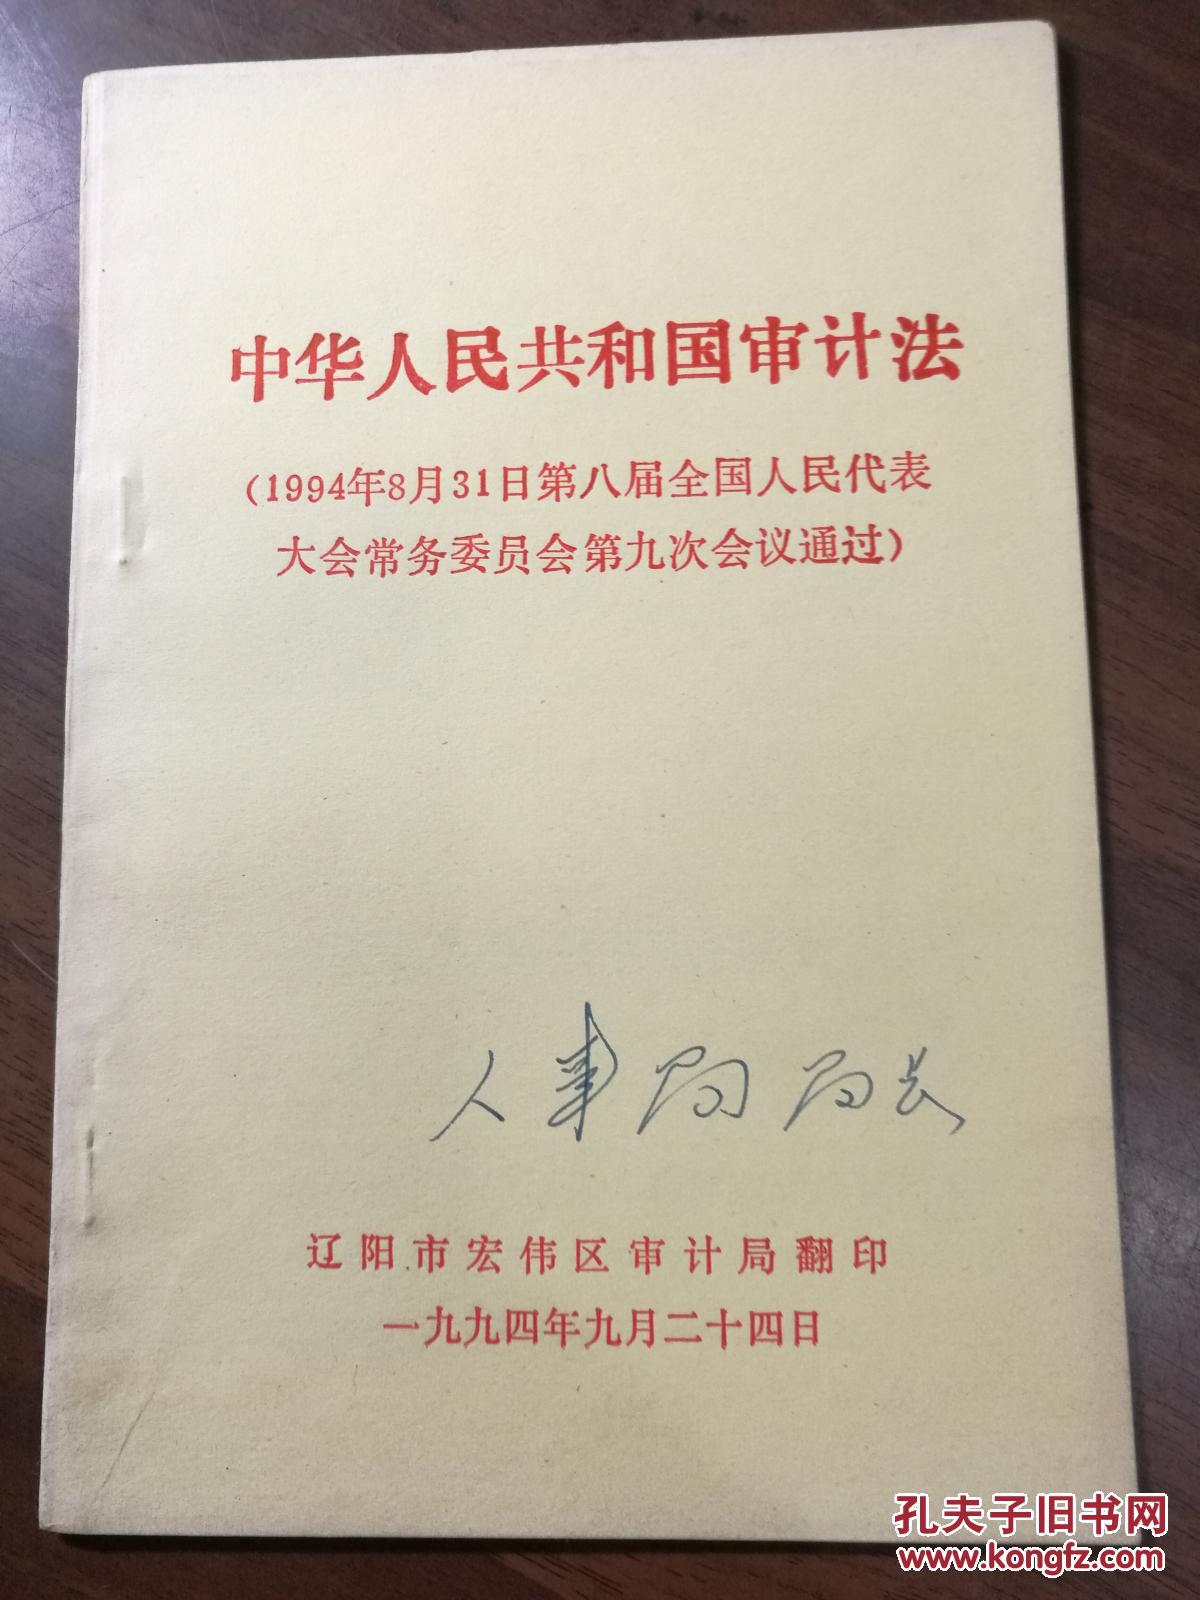 中华人民共和国审计法
(1994年8月31日第八届全国人民代表
大会常务委员会第九次会议通过)
人事局局长
辽阳市宏伟区审计局翻印
一九九四年九月二十四日
孔夫子旧书网
www.kongfz.com